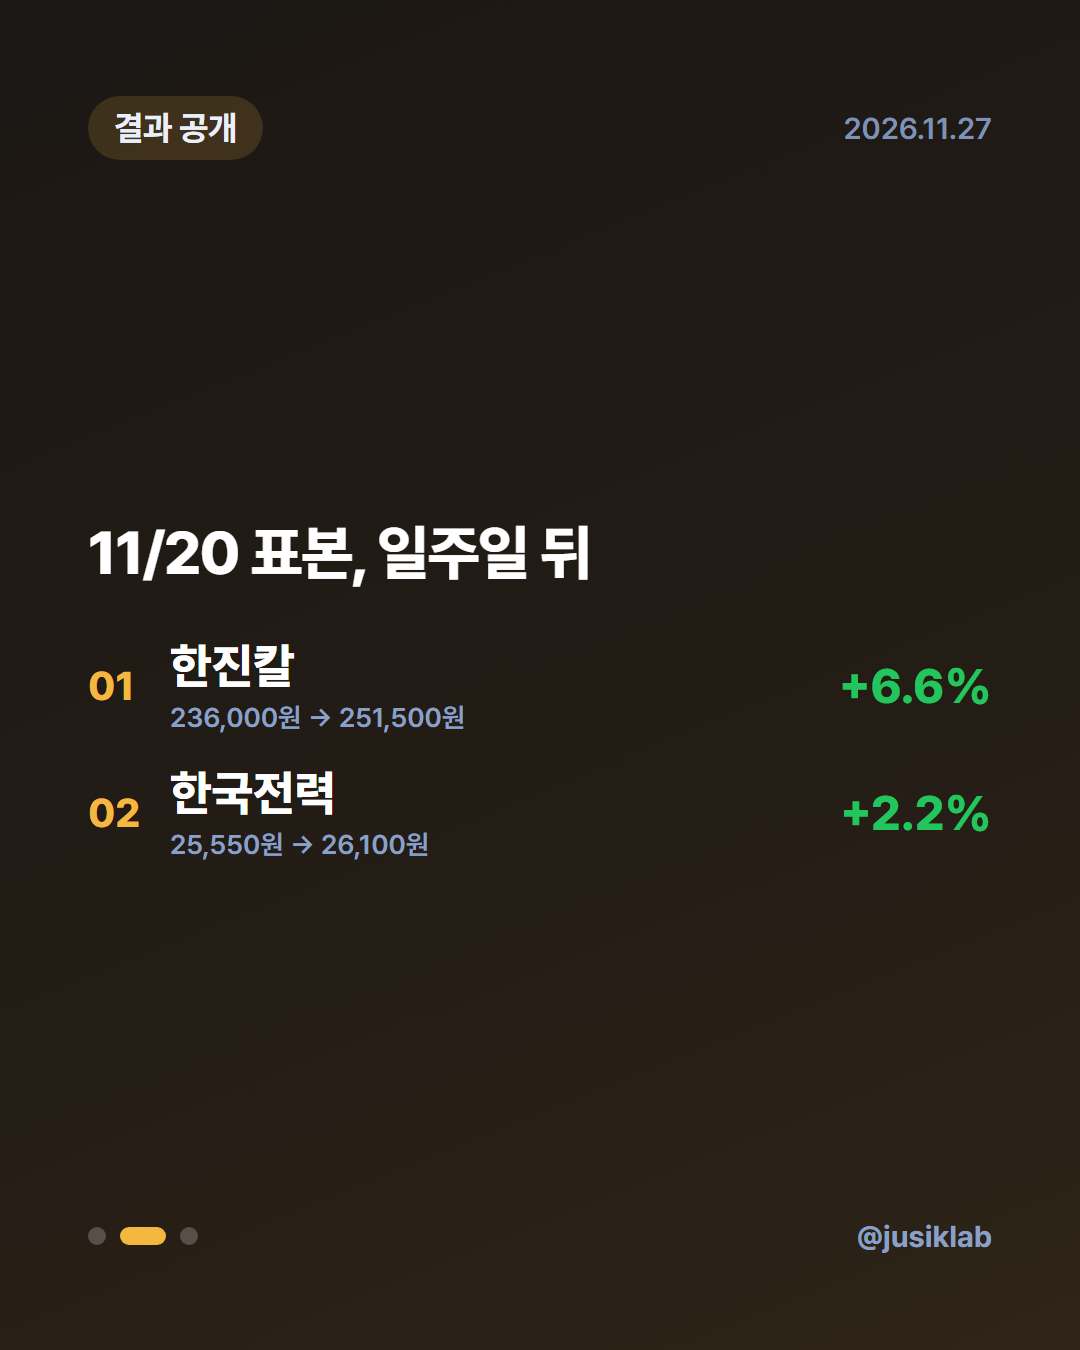 결과 공개
2026.11.27
11/20 표본, 일주일 뒤
01
한진칼
236,000원 → 251,500원
+6.6%
02
한국전력
25,550원 → 26,100원
+2.2%
@jusiklab